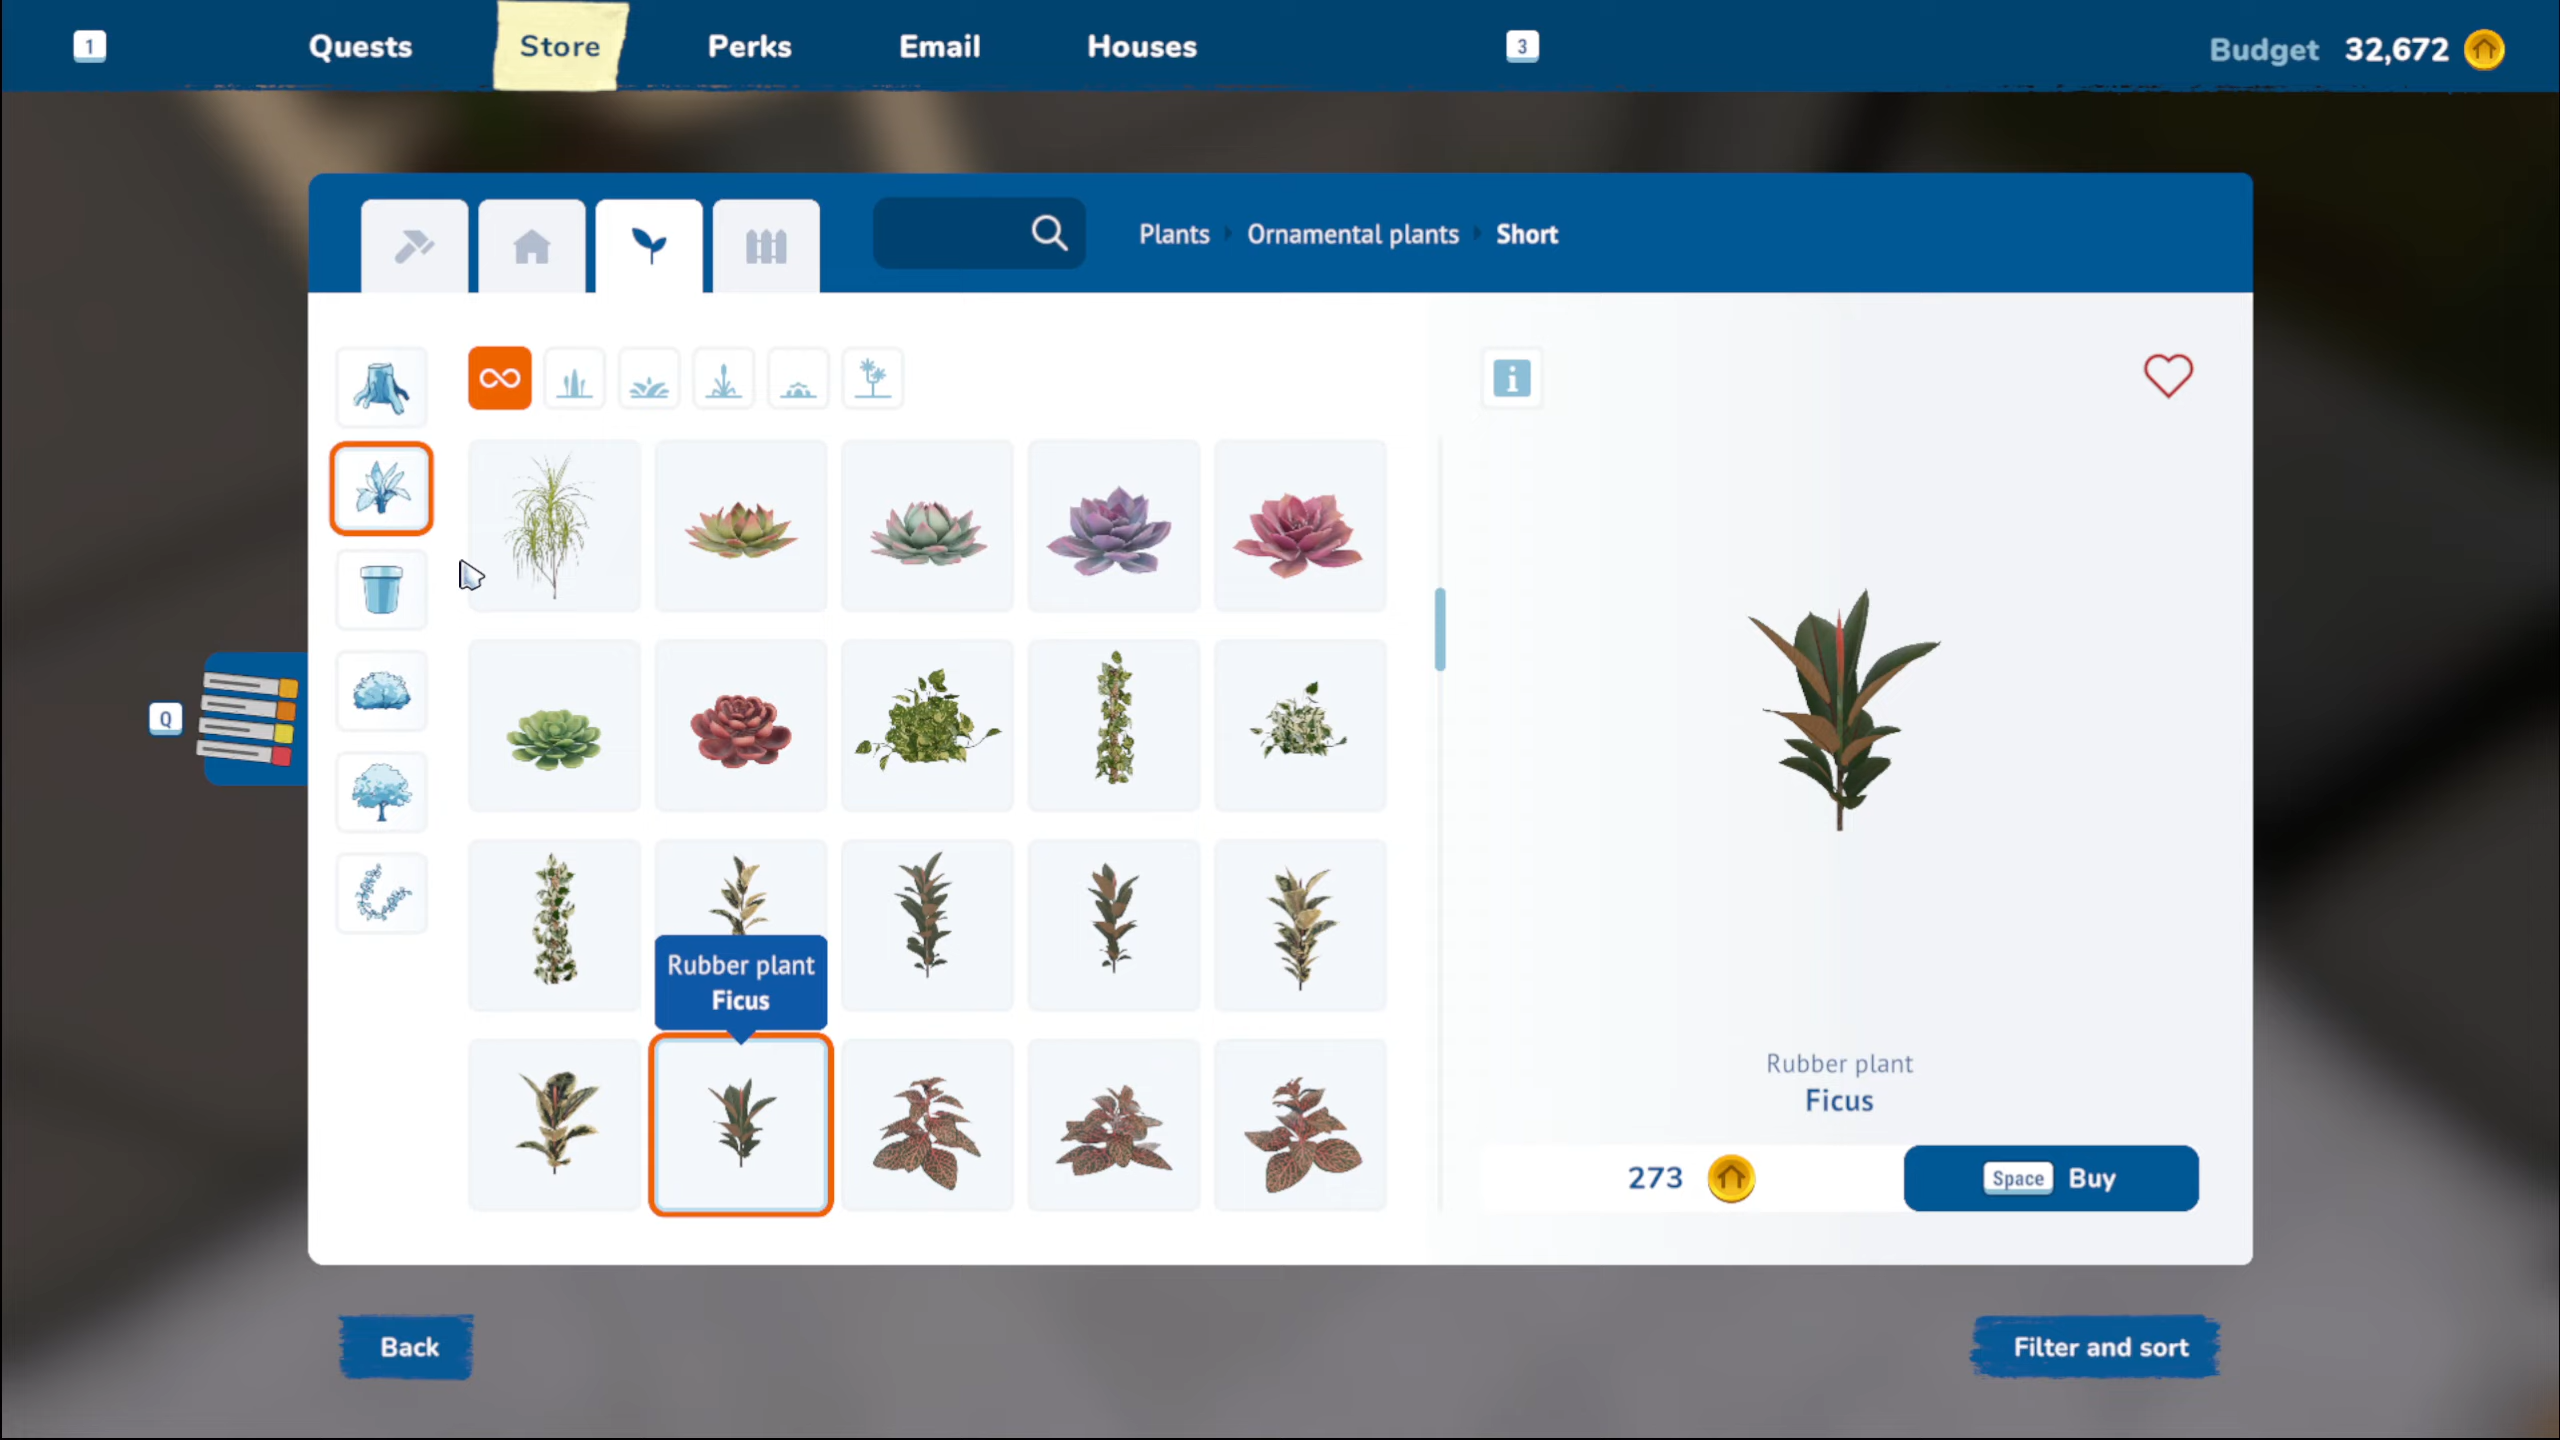 1
Quests
Store
Perks
Email
Houses
3
Budget 32,672
Plants Ornamental plants Short
i
Q
Rubber plant
Ficus
Rubber plant
Ficus
273
Space Buy
Back
Filter and sort